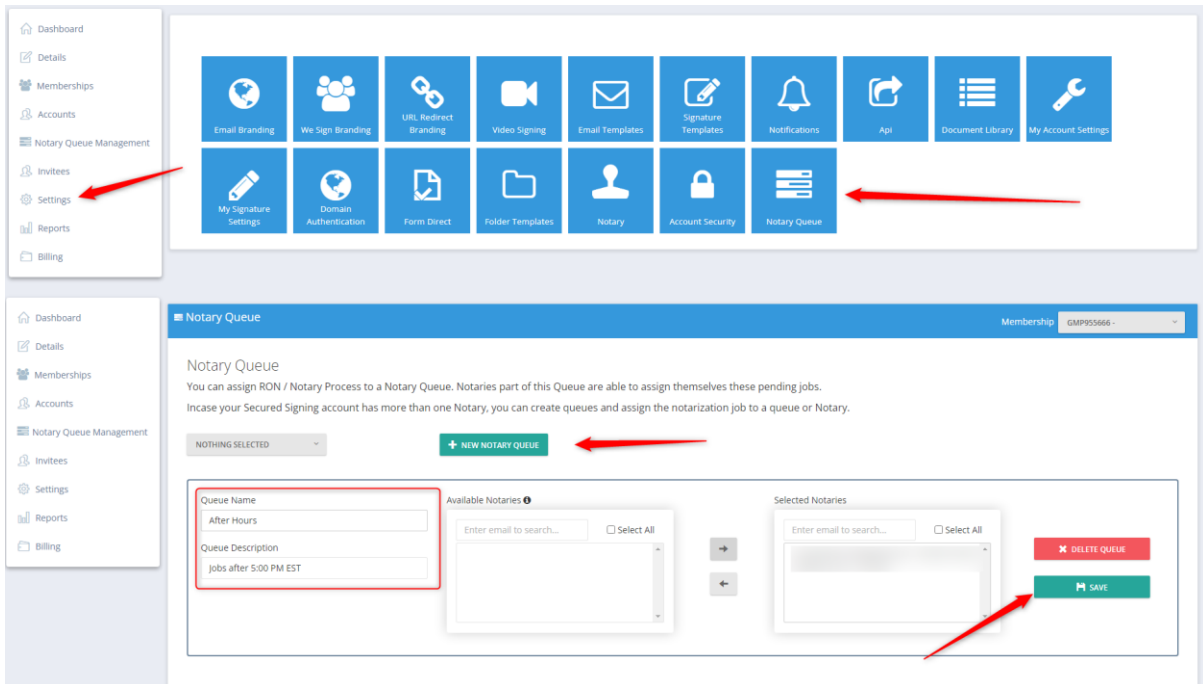 Dashboard
Details
Memberships
Accounts
Notary Queue Management
Invitees
Settings
Reports
Billing
Email Branding
We Sign Branding
URL Redirect
Branding
Video Signing
Email Templates
Signature
Templates
Notifications
Api
Document Library
My Account Settings
My Signature
Settings
Domain
Authentication
Form Direct
Folder Templates
Notary
Account Security
Notary Queue
Dashboard
Details
Memberships
Accounts
Notary Queue Management
Invitees
Settings
Reports
Billing
Notary Queue
Membership GMP955666 -
Notary Queue
You can assign RON / Notary Process to a Notary Queue. Notaries part of this Queue are able to assign themselves these pending jobs.
Incase your Secured Signing account has more than one Notary, you can create queues and assign the notarization job to a queue or Notary.
NOTHING SELECTED
+ NEW NOTARY QUEUE
Queue Name
After Hours
Queue Description
Jobs after 5:00 PM EST
Available Notaries
Enter email to search...
Select All
Selected Notaries
Enter email to search...
Select All
DELETE QUEUE
SAVE